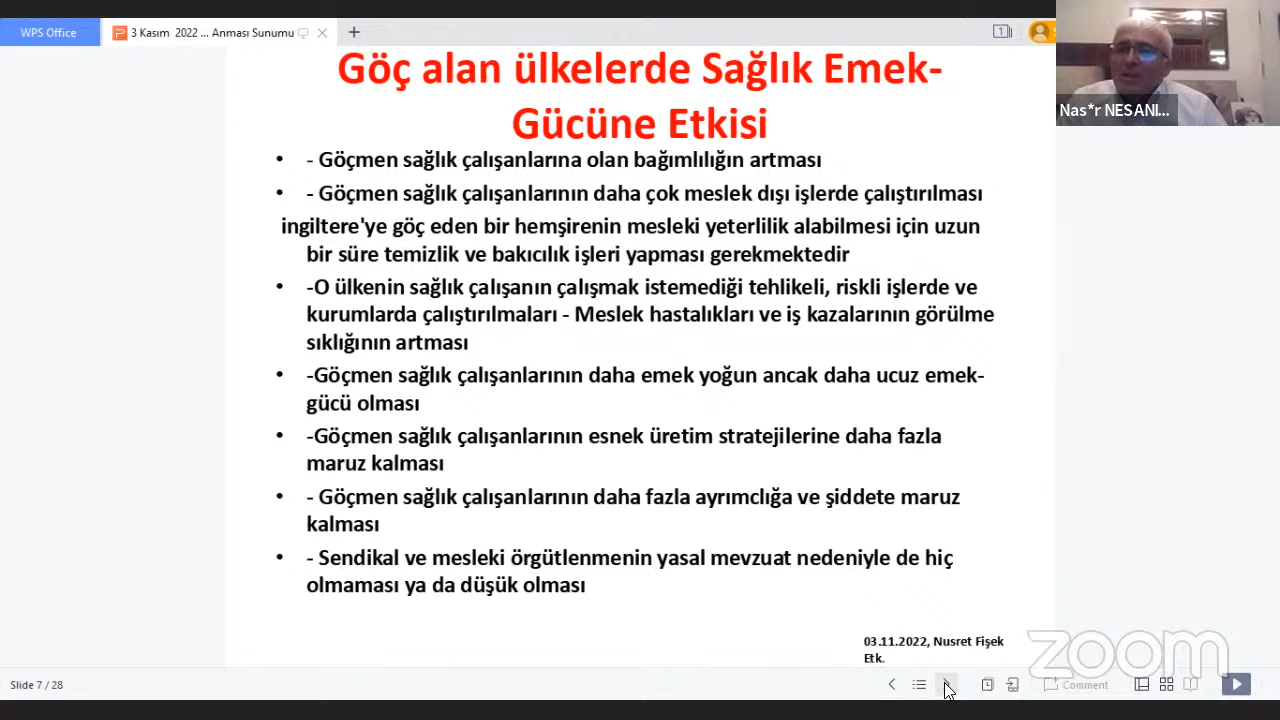 WPS Office
3 Kasım 2022 ... Anması Sunumu
1
Göç alan ülkelerde Sağlık Emek-
Gücüne Etkisi
Nas*r NESANI...
• - Göçmen sağlık çalışanlarına olan bağımlılığın artması
• - Göçmen sağlık çalışanlarının daha çok meslek dışı işlerde çalıştırılması
ingiltere'ye göç eden bir hemşirenin mesleki yeterlilik alabilmesi için uzun
bir süre temizlik ve bakıcılık işleri yapması gerekmektedir
• -O ülkenin sağlık çalışanın çalışmak istemediği tehlikeli, riskli işlerde ve
kurumlarda çalıştırılmaları - Meslek hastalıkları ve iş kazalarının görülme
sıklığının artması
• -Göçmen sağlık çalışanlarının daha emek yoğun ancak daha ucuz emek-
gücü olması
• -Göçmen sağlık çalışanlarının esnek üretim stratejilerine daha fazla
maruz kalması
• - Göçmen sağlık çalışanlarının daha fazla ayrımclığa ve şiddete maruz
kalması
• - Sendikal ve mesleki örgütlenmenin yasal mevzuat nedeniyle de hiç
olmaması ya da düşük olması
03.11.2022, Nusret Fişek
Etk.
zoom
Slide 7 / 28
Comment